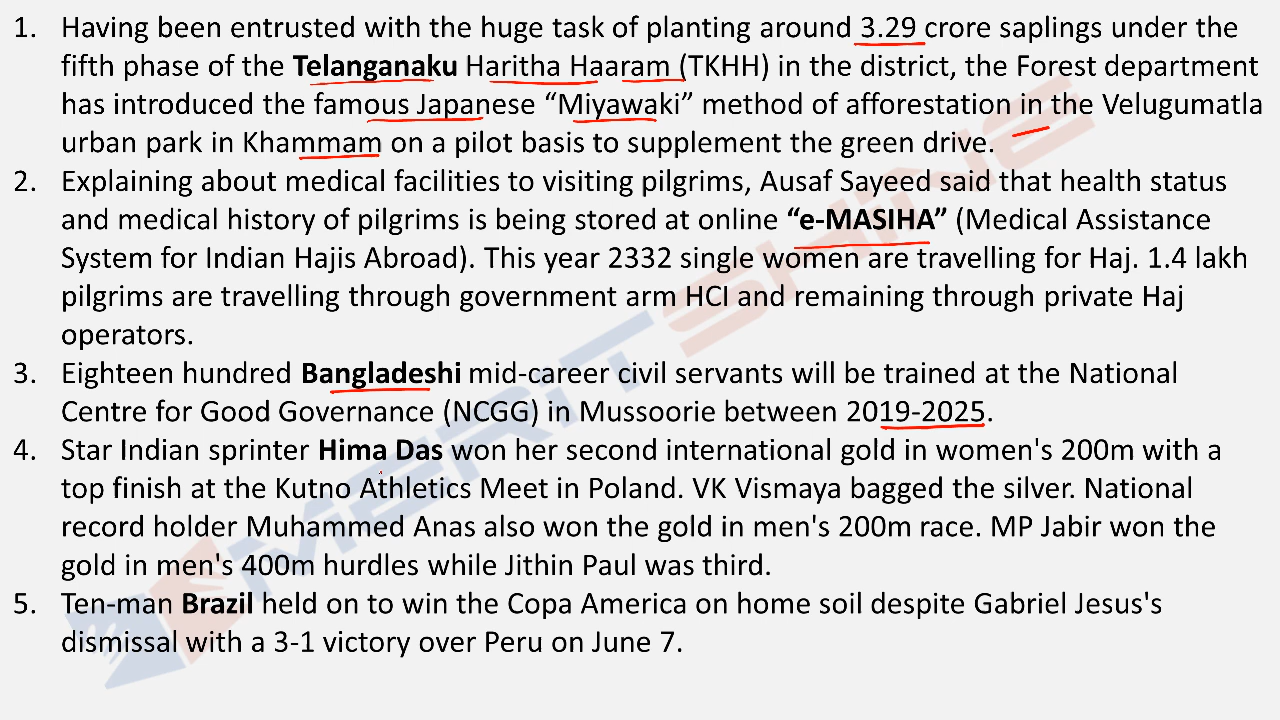 1. Having been entrusted with the huge task of planting around 3.29 crore saplings under the
fifth phase of the Telanganaku Haritha Haaram (TKHH) in the district, the Forest department
has introduced the famous Japanese “Miyawaki” method of afforestation in the Velugumatla
urban park in Khammam on a pilot basis to supplement the green drive.
2. Explaining about medical facilities to visiting pilgrims, Ausaf Sayeed said that health status
and medical history of pilgrims is being stored at online “e-MASIHA” (Medical Assistance
System for Indian Hajis Abroad). This year 2332 single women are travelling for Haj. 1.4 lakh
pilgrims are travelling through government arm HCI and remaining through private Haj
operators.
3. Eighteen hundred Bangladeshi mid-career civil servants will be trained at the National
Centre for Good Governance (NCGG) in Mussoorie between 2019-2025.
4. Star Indian sprinter Hima Das won her second international gold in women's 200m with a
top finish at the Kutno Athletics Meet in Poland. VK Vismaya bagged the silver. National
record holder Muhammed Anas also won the gold in men's 200m race. MP Jabir won the
gold in men's 400m hurdles while Jithin Paul was third.
5. Ten-man Brazil held on to win the Copa America on home soil despite Gabriel Jesus's
dismissal with a 3-1 victory over Peru on June 7.
MERITSHINE